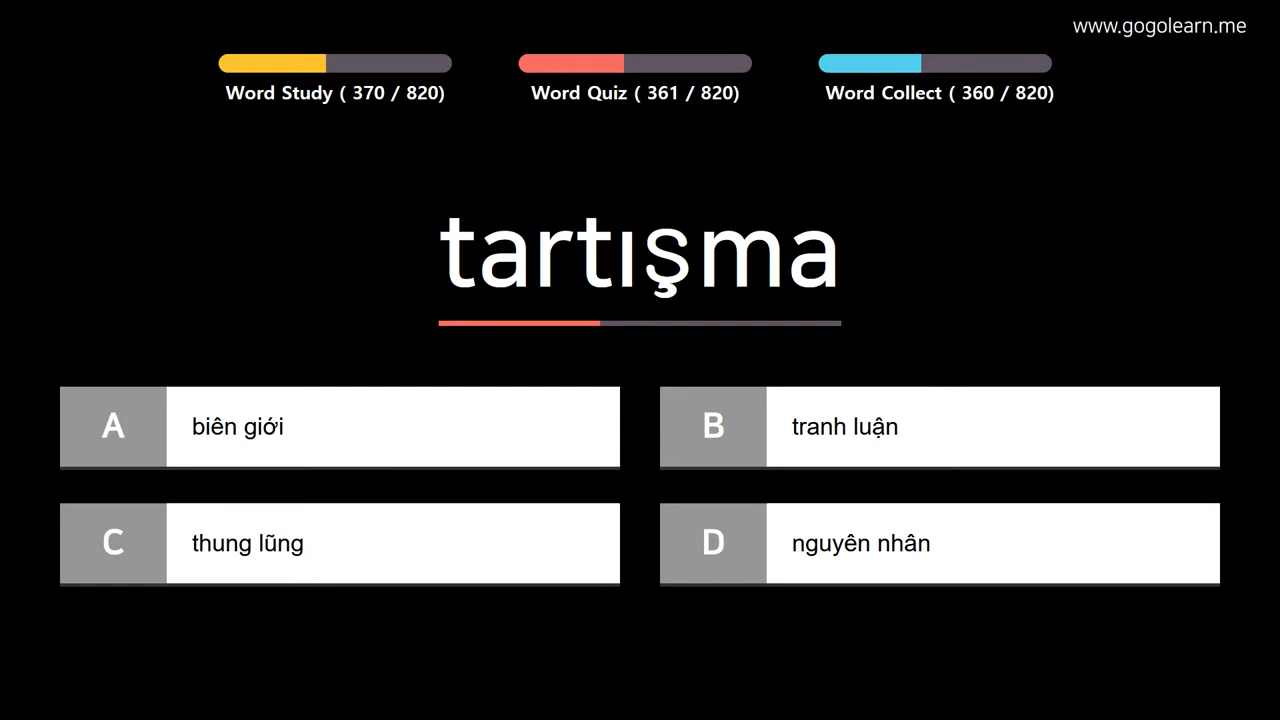 www.gogolearn.me
Word Study ( 370 / 820)
Word Quiz ( 361 / 820)
Word Collect ( 360 / 820)
tartışma
A
biên giới
B
tranh luận
C
thung lũng
D
nguyên nhân